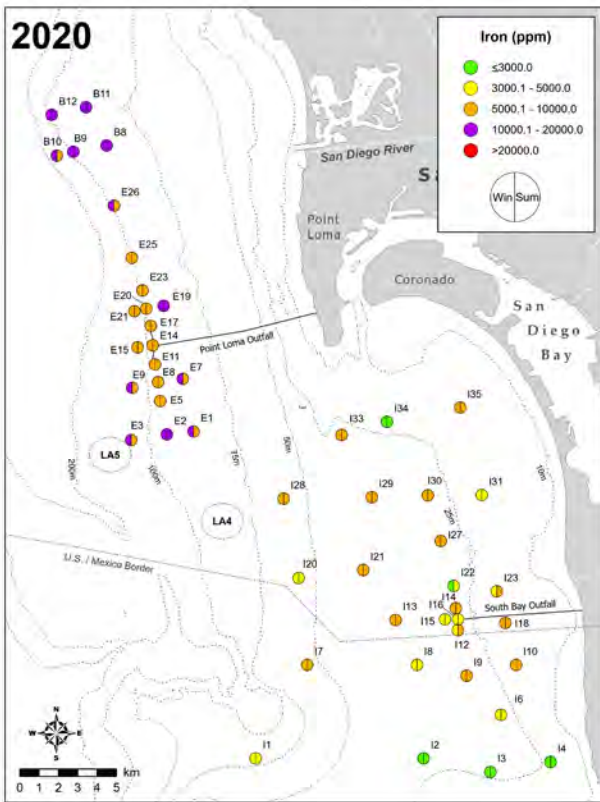 2020
Iron (ppm)
≤3000.0
3000.1 - 5000.0
5000.1 - 10000.0
10000.1 - 20000.0
>20000.0
Win Sum
B12 B11
B10 B9 B8
San Diego River
S
Point
Loma
E26
E25
Coronado
E23
E20 E19
E21 E17
San
Diego
Bay
E14
E15
Point Loma Outfall
E11
E9 E8 E7
E5
E3 E2 E1
I35
I34
I33
LA5
200m
100m
75m
50m
10m
LA4
I28 I29 I30 I31
25m
I27
U.S. / Mexico Border
I20 I21
I22
I23
I14
I16
I13
I15
South Bay Outfall
I18
I12
I7 I8 I9 I10
I6
N
W E
S
I1 I2 I3 I4
0 1 2 3 4 5
km